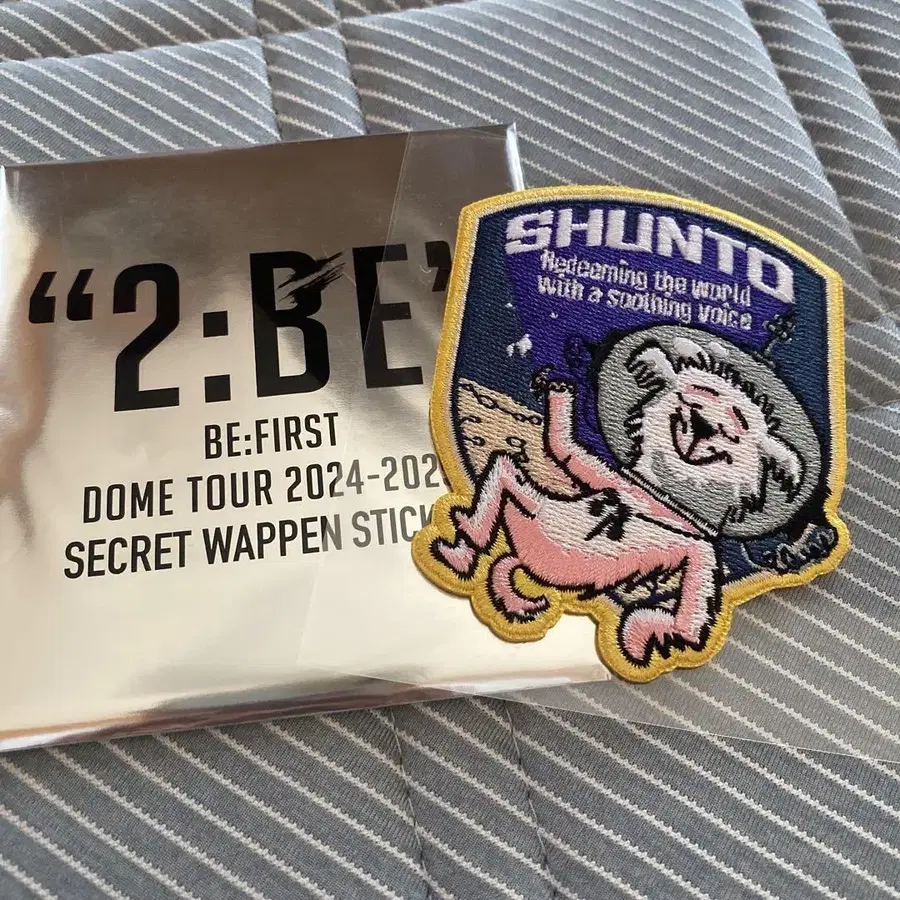 “2:BE”
BE:FIRST
DOME TOUR 2024-202
SECRET WAPPEN STICK
SHUNTO
Redeeming the world
with a soothing voice